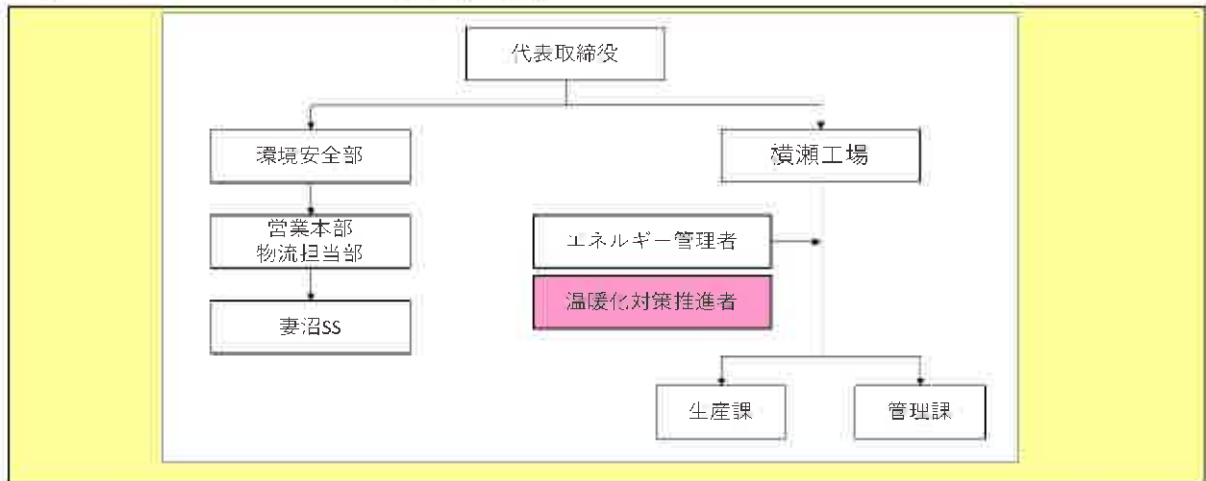 代表取締役
環境安全部
横瀬工場
営業本部
物流担当部
エネルギー管理者
温暖化対策推進者
妻沼SS
生産課
管理課